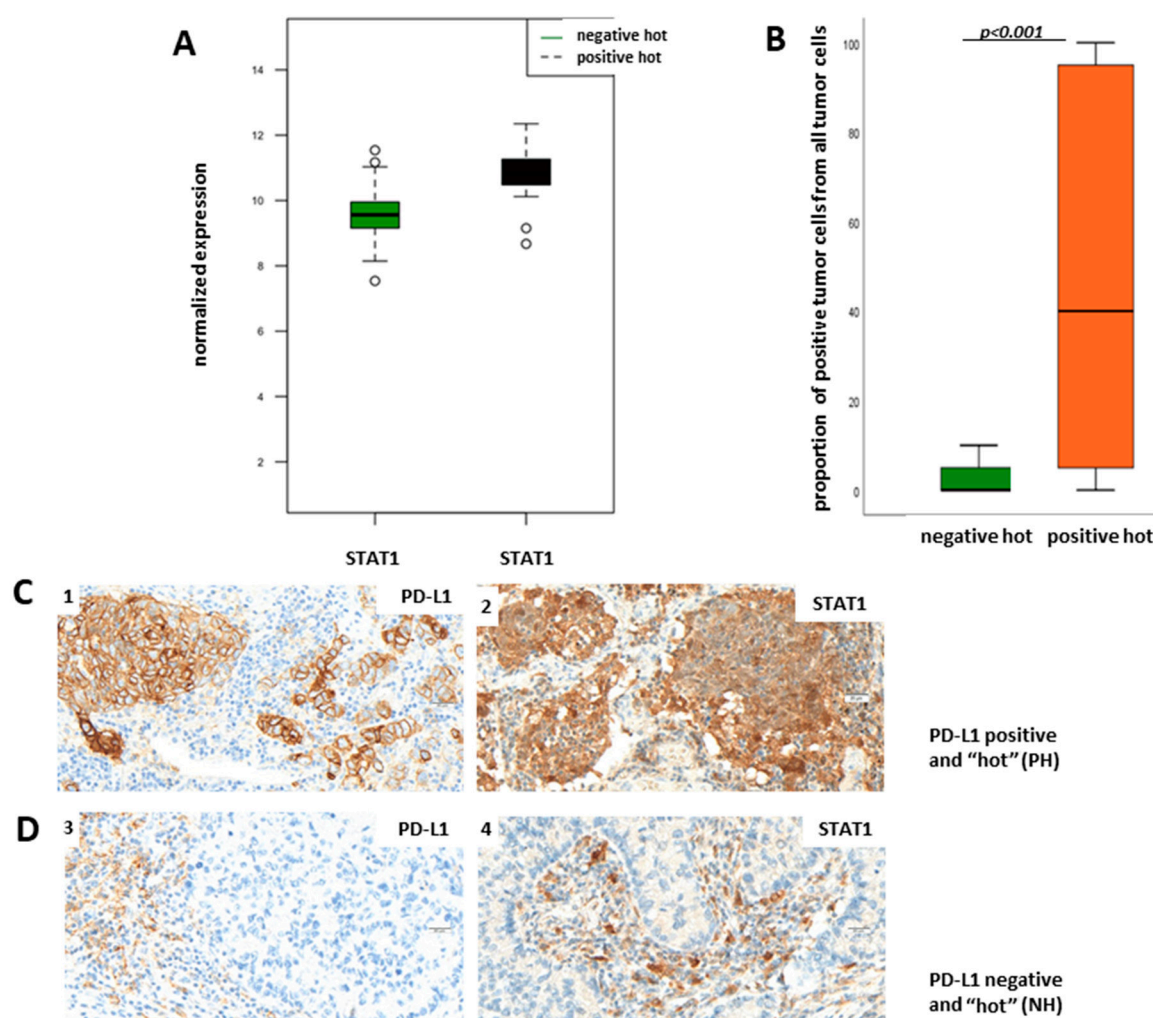 A
negative hot
positive hot
normalized expression
14
12
10
8
6
4
2
STAT1
STAT1
B
p<0.001
proportion of positive tumor cells from all tumor cells
100
80
60
40
20
0
negative hot
positive hot
C
1
PD-L1
2
STAT1
PD-L1 positive
and “hot” (PH)
D
3
PD-L1
4
STAT1
PD-L1 negative
and “hot” (NH)